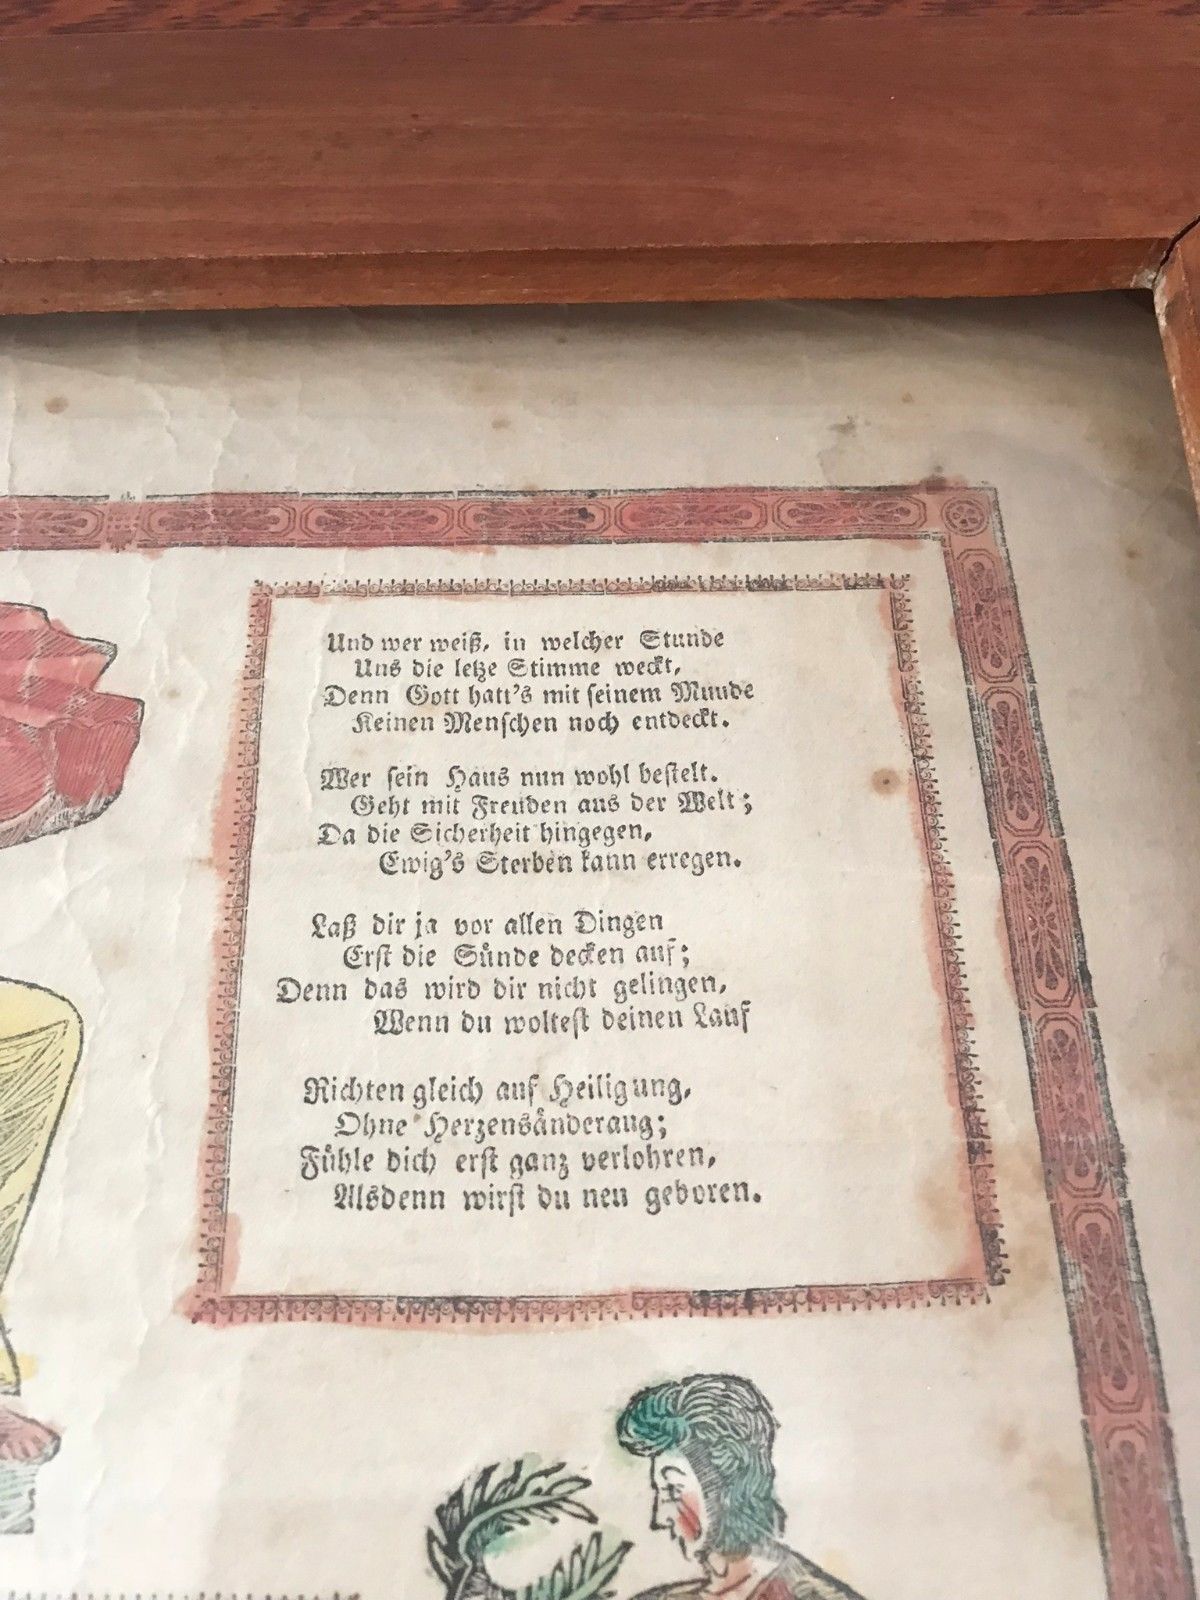 Und wer weiß, in welcher Stunde
Uns die letze Stimme weckt,
Denn Gott hatt's mit seinem Munde
Keinen Menschen noch entdeckt.
Wer sein Haus nun wohl bestelt.
Geht mit Freuden aus der Welt;
Da die Sicherheit hingegen,
Ewig's Sterben kann erregen.
Laß dir ja vor allen Dingen
Erst die Sünde decken auf;
Denn das wird dir nicht gelingen,
Wenn du woltest deinen Lauf
Richten gleich auf Heiligung,
Ohne Herzensänderaug;
Fühle dich erst ganz verlohren,
Alsdenn wirst du neu geboren.